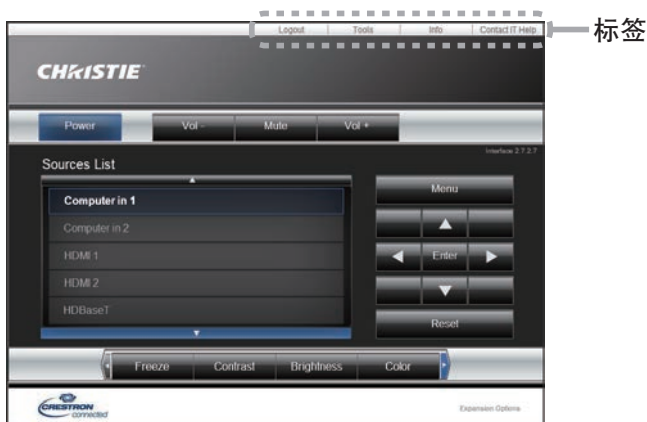 Logout Tools Info Contact IT Help
标签
CHRISTIE
Power Vol - Mute Vol +
Interface 2.7.2.7
Sources List
Menu
Computer in 1
Computer in 2
HDMI 1
Enter
HDMI 2
HDBaseT
Reset
Freeze Contrast Brightness Color
CRESTRON
connected
Expansion Options